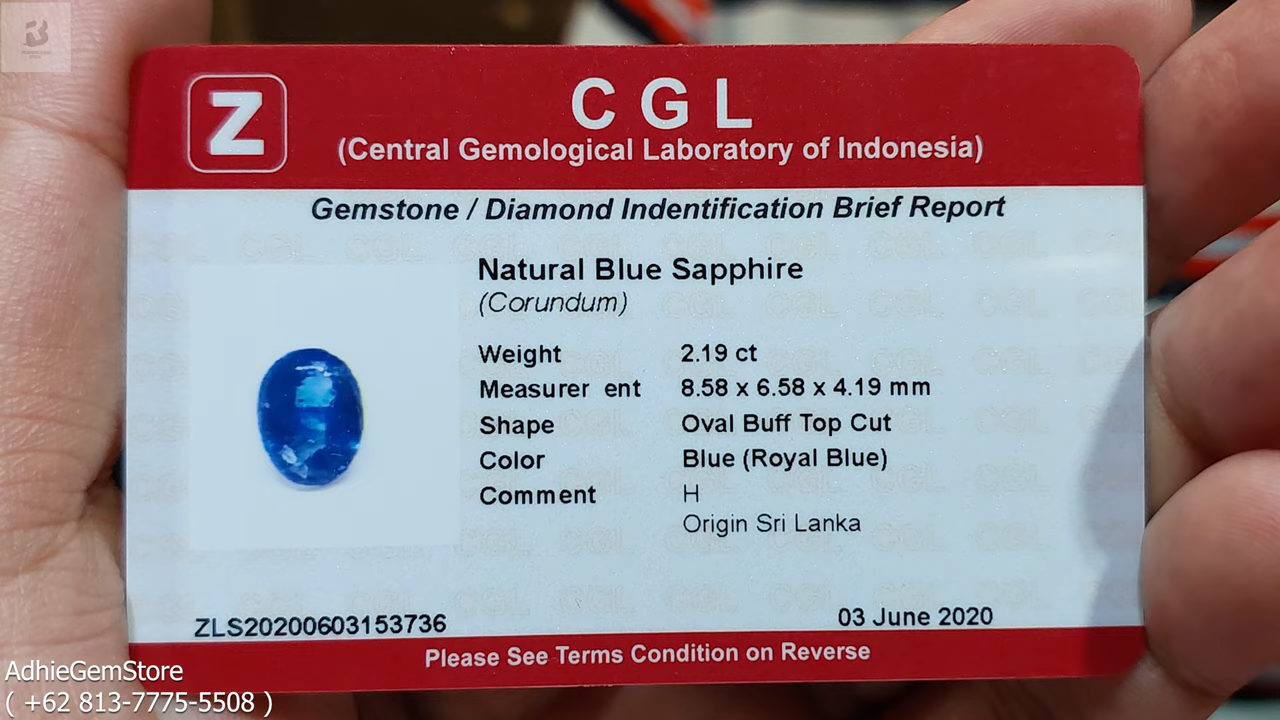 Z
C G L
(Central Gemological Laboratory of Indonesia)
Gemstone / Diamond Indentification Brief Report
Natural Blue Sapphire
(Corundum)
Weight 2.19 ct
Measurer ent 8.58 x 6.58 x 4.19 mm
Shape Oval Buff Top Cut
Color Blue (Royal Blue)
Comment H
Origin Sri Lanka
ZLS20200603153736 03 June 2020
Please See Terms Condition on Reverse
AdhieGemStore
( +62 813-7775-5508 )